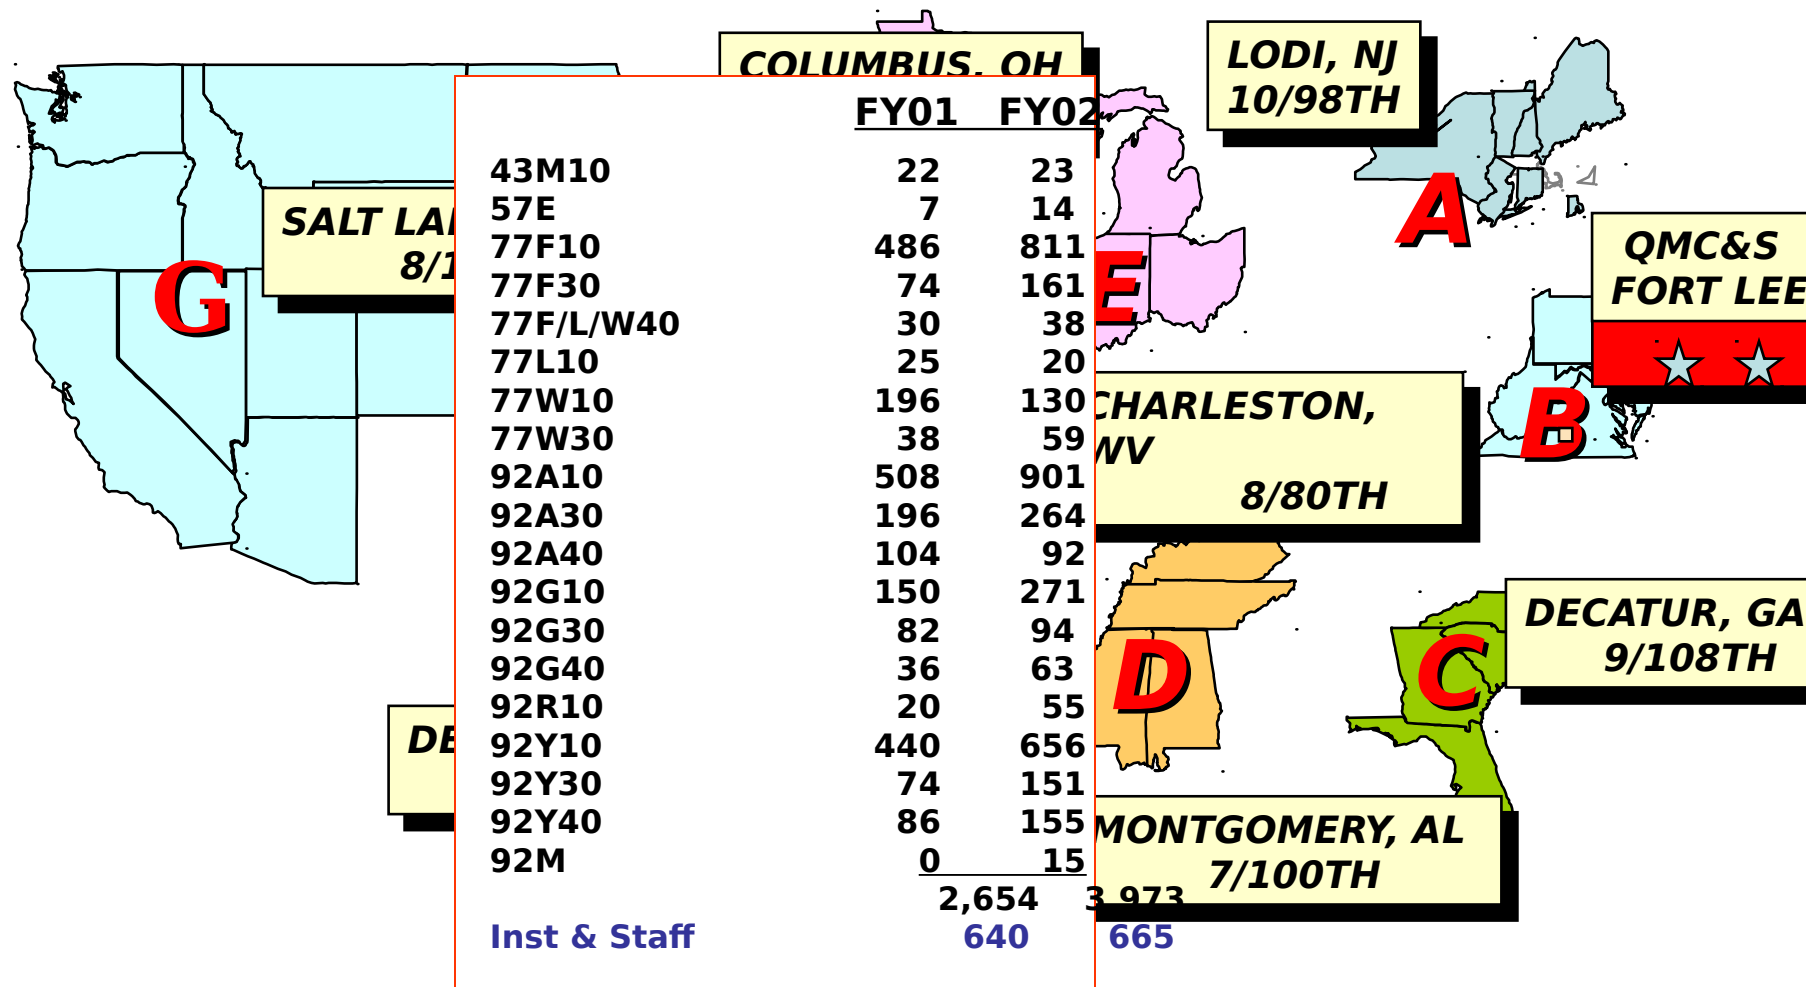 COLUMBUS, OH
LODI, NJ
10/98TH
FY01 FY02
43M10 22 23
57E 7 14
77F10 486 811
77F30 74 161
77F/L/W40 30 38
77L10 25 20
77W10 196 130
77W30 38 59
92A10 508 901
92A30 196 264
92A40 104 92
92G10 150 271
92G30 82 94
92G40 36 63
92R10 20 55
92Y10 440 656
92Y30 74 151
92Y40 86 155
92M 0 15
2,654 3,973
Inst & Staff 640 665
SALT
8/1
G
A
E
QMC&S
FORT LEE
B
CHARLESTON,
WV
8/80TH
D
C
DECATUR, GA
9/108TH
DE
MONTGOMERY, AL
7/100TH